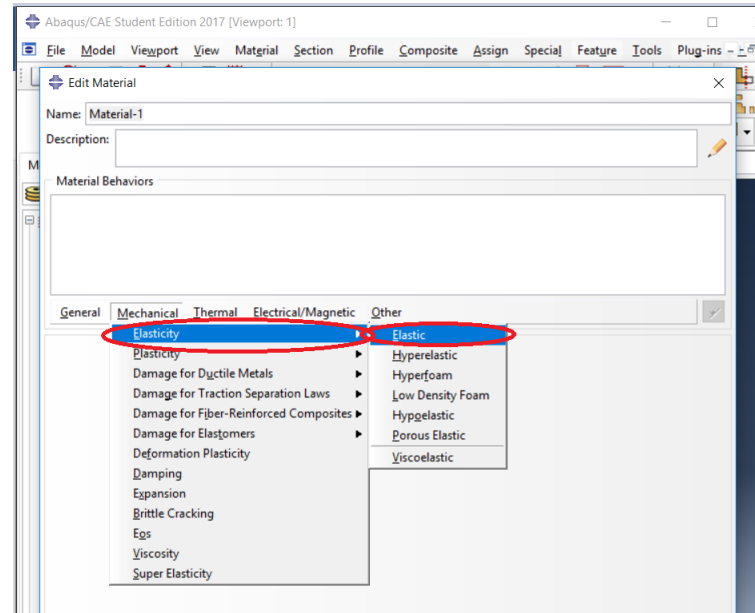 Abaqus/CAE Student Edition 2017 [Viewport: 1]
File Model Viewport View Material Section Profile Composite Assign Special Feature Tools Plug-ins
Edit Material
Name: Material-1
Description:
M
Material Behaviors
General Mechanical Thermal Electrical/Magnetic Other
Elasticity
Elastic
Plasticity
Hyperelastic
Damage for Ductile Metals
Hyperfoam
Damage for Traction Separation Laws
Low Density Foam
Damage for Fiber-Reinforced Composites
Hypoelastic
Damage for Elastomers
Porous Elastic
Deformation Plasticity
Viscoelastic
Damping
Expansion
Brittle Cracking
Eos
Viscosity
Super Elasticity